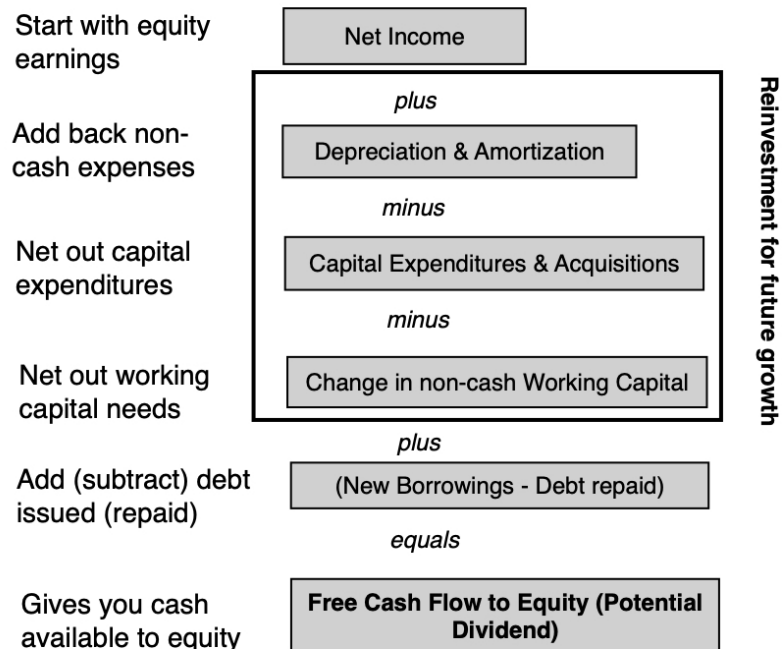 Start with equity
earnings
Net Income
plus
Add back non-
cash expenses
Depreciation & Amortization
minus
Net out capital
expenditures
Capital Expenditures & Acquisitions
minus
Net out working
capital needs
Change in non-cash Working Capital
plus
Add (subtract) debt
issued (repaid)
(New Borrowings - Debt repaid)
equals
Gives you cash
available to equity
Free Cash Flow to Equity (Potential
Dividend)
Reinvestment for future growth